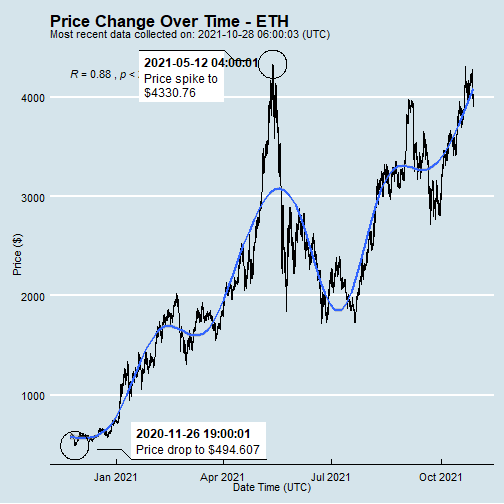 Price Change Over Time - ETH
Most recent data collected on: 2021-10-28 06:00:03 (UTC)
R = 0.88 , p <
2021-05-12 04:00:01
Price spike to
$4330.76
4000
3000
2000
1000
Price ($)
2020-11-26 19:00:01
Price drop to $494.607
Jan 2021
Apr 2021
Jul 2021
Oct 2021
Date Time (UTC)